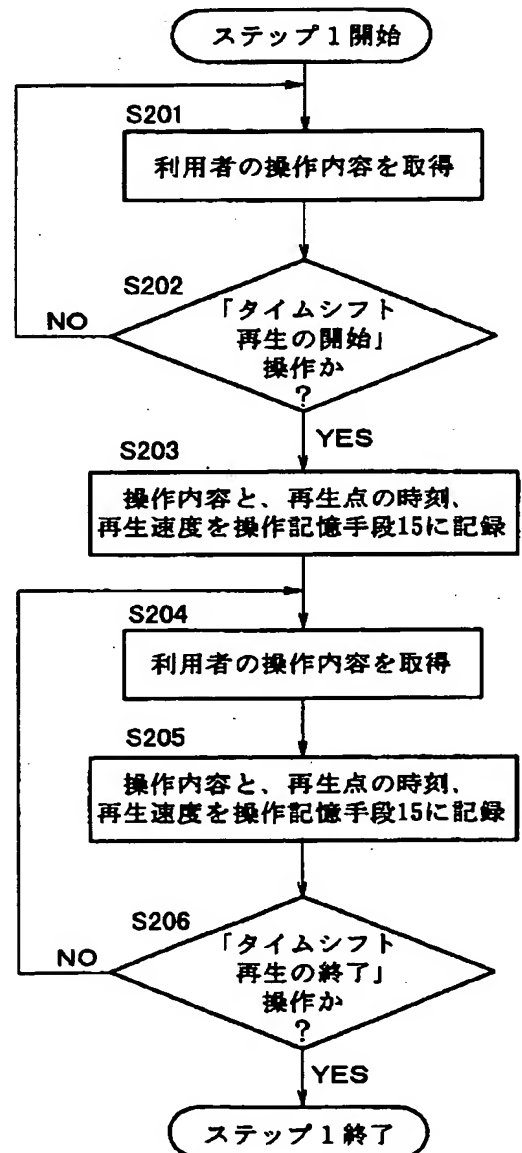 ステップ1開始
S201
利用者の操作内容を取得
S202
「タイムシフト
再生の開始」
操作か
?
NO
YES
S203
操作内容と、再生点の時刻、
再生速度を操作記憶手段15に記録
S204
利用者の操作内容を取得
S205
操作内容と、再生点の時刻、
再生速度を操作記憶手段15に記録
S206
「タイムシフト
再生の終了」
操作か
?
NO
YES
ステップ1終了